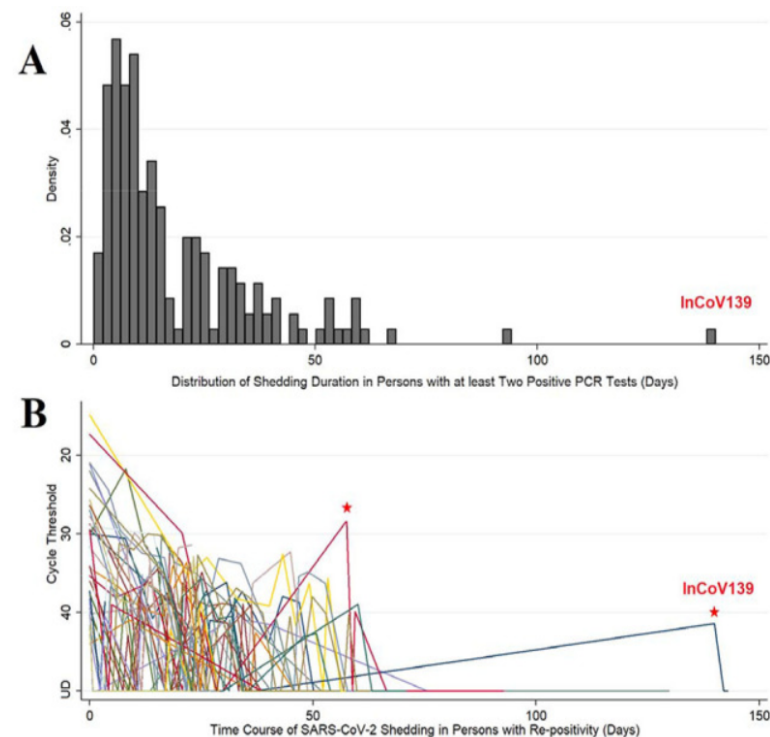 A
.06
.04
.02
0
Density
InCoV139
0 50 100 150
Distribution of Shedding Duration in Persons with at least Two Positive PCR Tests (Days)
B
20
30
40
UD
Cycle Threshold
InCoV139
0 50 100 150
Time Course of SARS-CoV-2 Shedding in Persons with Re-positivity (Days)